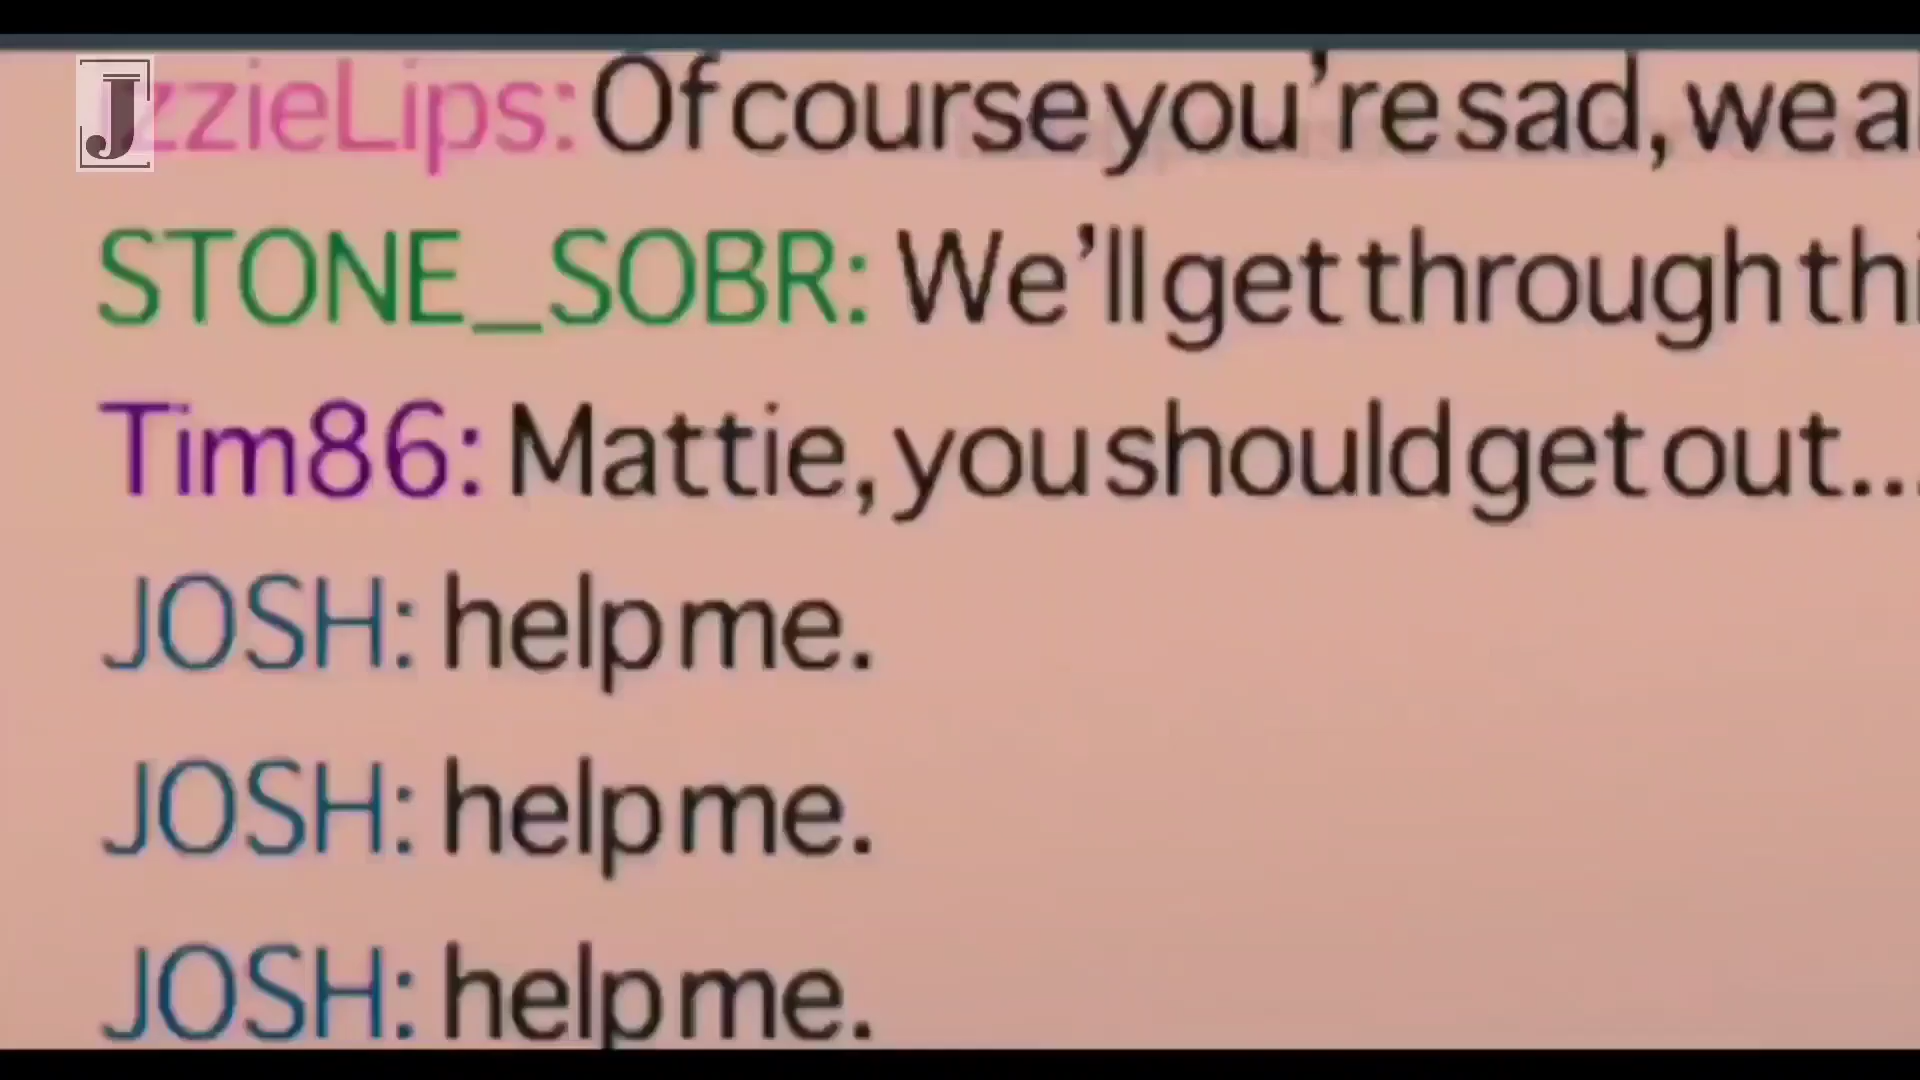 J
IzzieLips: Of course you're sad, we a
STONE_SOBR: We'll get through thi
Tim86: Mattie, you should get out...
JOSH: help me.
JOSH: help me.
JOSH: help me.